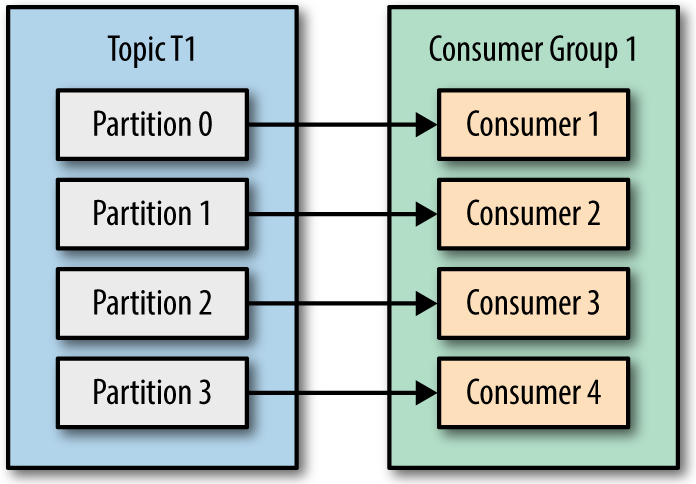 Topic T1
Consumer Group 1
Partition 0
Consumer 1
Partition 1
Consumer 2
Partition 2
Consumer 3
Partition 3
Consumer 4